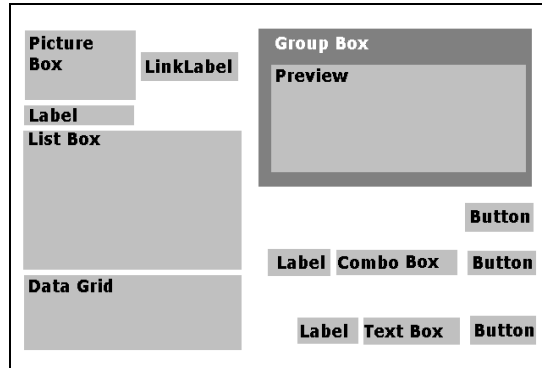 Picture
Box
LinkLabel
Label
List Box
Data Grid
Group Box
Preview
Button
Label Combo Box Button
Label Text Box Button